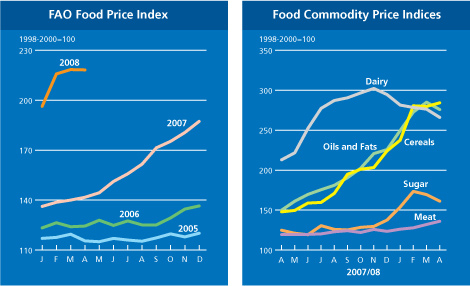 FAO Food Price Index
1998-2000=100
230
200
170
140
110
2008
2007
2006
2005
J F M A M J J A S O N D
Food Commodity Price Indices
1998-2000=100
350
300
250
200
150
100
Dairy
Oils and Fats
Cereals
Sugar
Meat
A M J J A S O N D J F M A
2007/08